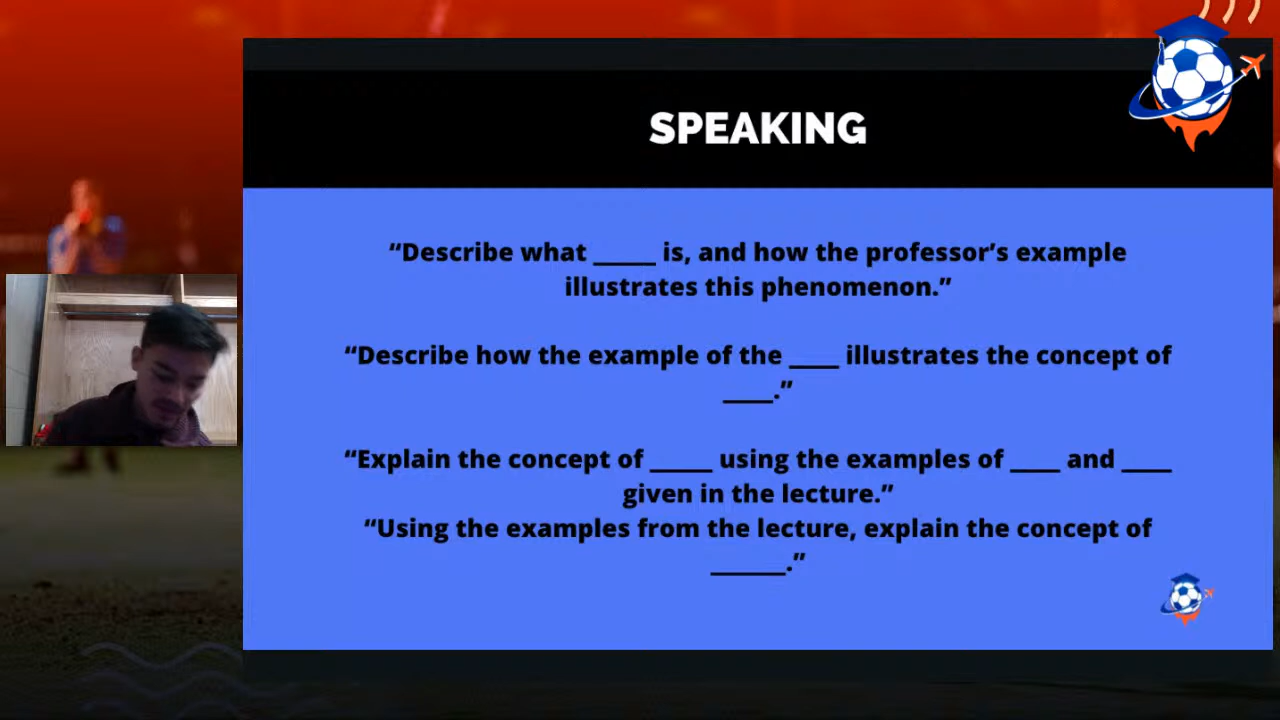 SPEAKING
“Describe what _____ is, and how the professor’s example
illustrates this phenomenon.”
“Describe how the example of the ____ illustrates the concept of
____.”
“Explain the concept of _____ using the examples of ____ and ____
given in the lecture.”
“Using the examples from the lecture, explain the concept of
______.”